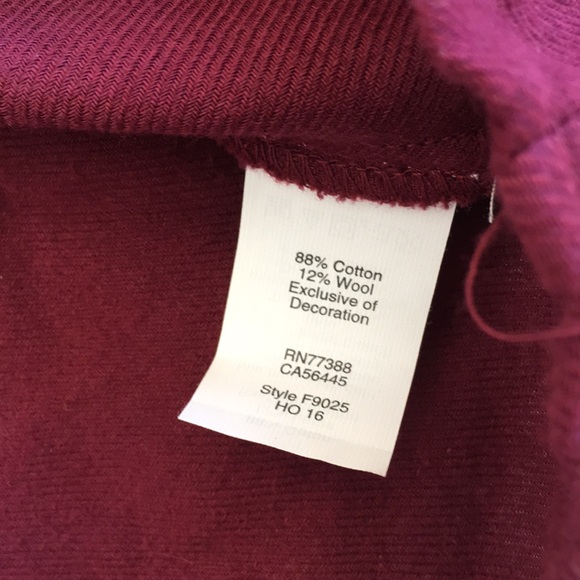 88% Cotton
12% Wool
Exclusive of
Decoration
RN77388
CA56445
Style F9025
HO 16